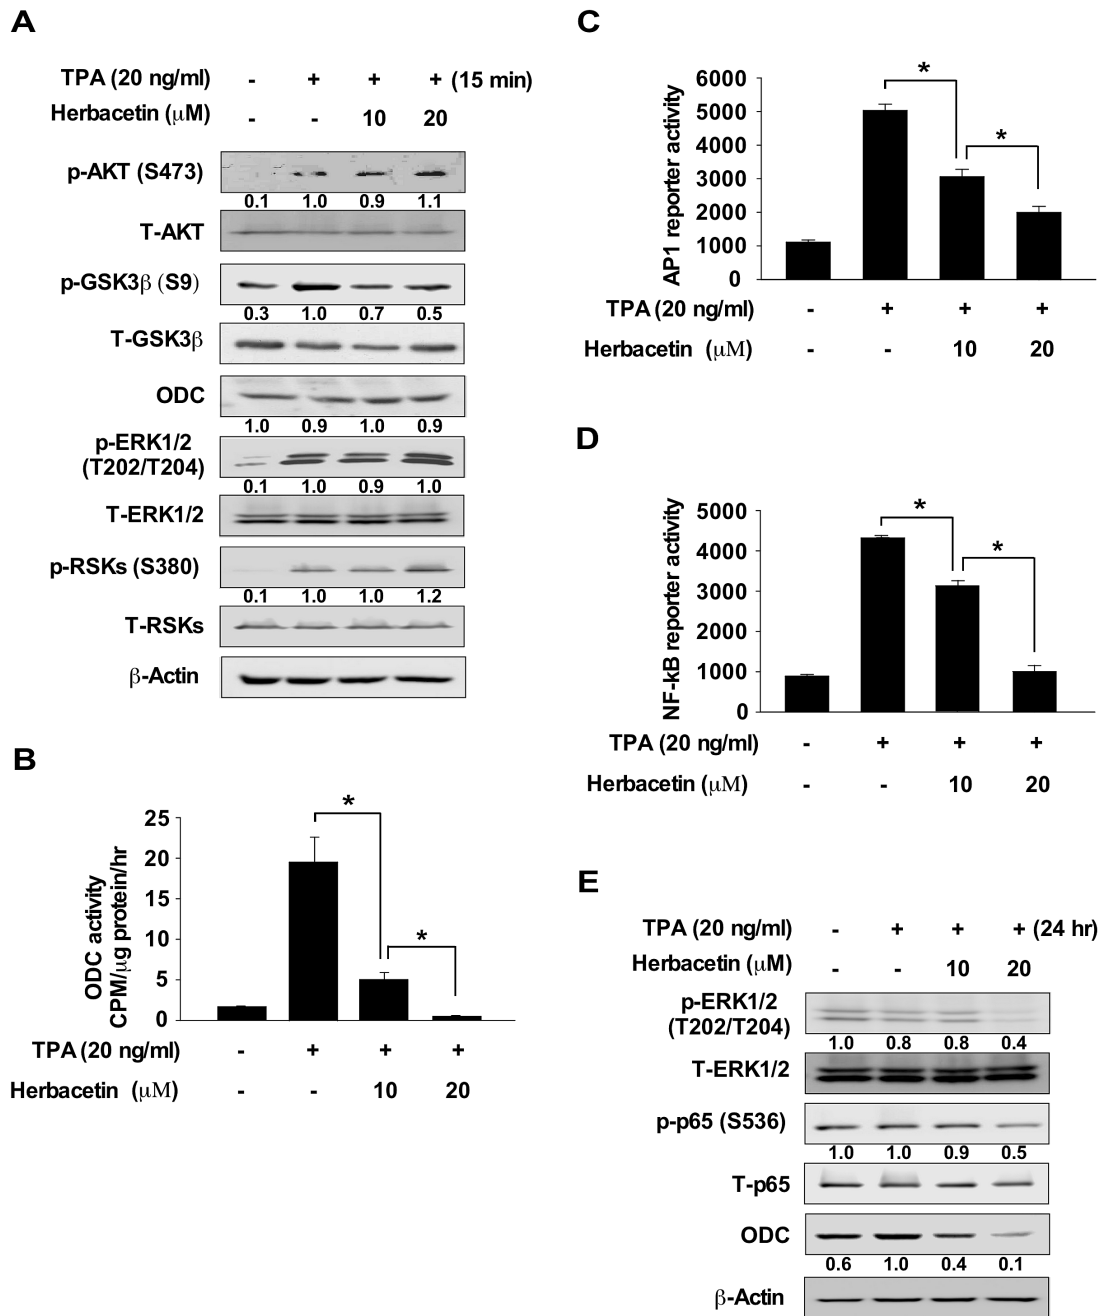 A
TPA (20 ng/ml) - + + + (15 min)
Herbacetin (μM) - - 10 20
p-AKT (S473)
0.1 1.0 0.9 1.1
T-AKT
p-GSK3β (S9)
0.3 1.0 0.7 0.5
T-GSK3β
ODC
1.0 0.9 1.0 0.9
p-ERK1/2
(T202/T204)
0.1 1.0 0.9 1.0
T-ERK1/2
p-RSKs (S380)
0.1 1.0 1.0 1.2
T-RSKs
β-Actin
B
ODC activity
CPM/μg protein/hr
25
20
15
10
5
0
*
*
TPA (20 ng/ml) - + + +
Herbacetin (μM) - - 10 20
C
AP1 reporter activity
6000
5000
4000
3000
2000
1000
0
*
*
TPA (20 ng/ml) - + + +
Herbacetin (μM) - - 10 20
D
NF-kB reporter activity
5000
4000
3000
2000
1000
0
*
*
TPA (20 ng/ml) - + + +
Herbacetin (μM) - - 10 20
E
TPA (20 ng/ml) - + + + (24 hr)
Herbacetin (μM) - - 10 20
p-ERK1/2
(T202/T204)
1.0 0.8 0.8 0.4
T-ERK1/2
p-p65 (S536)
1.0 1.0 0.9 0.5
T-p65
ODC
0.6 1.0 0.4 0.1
β-Actin